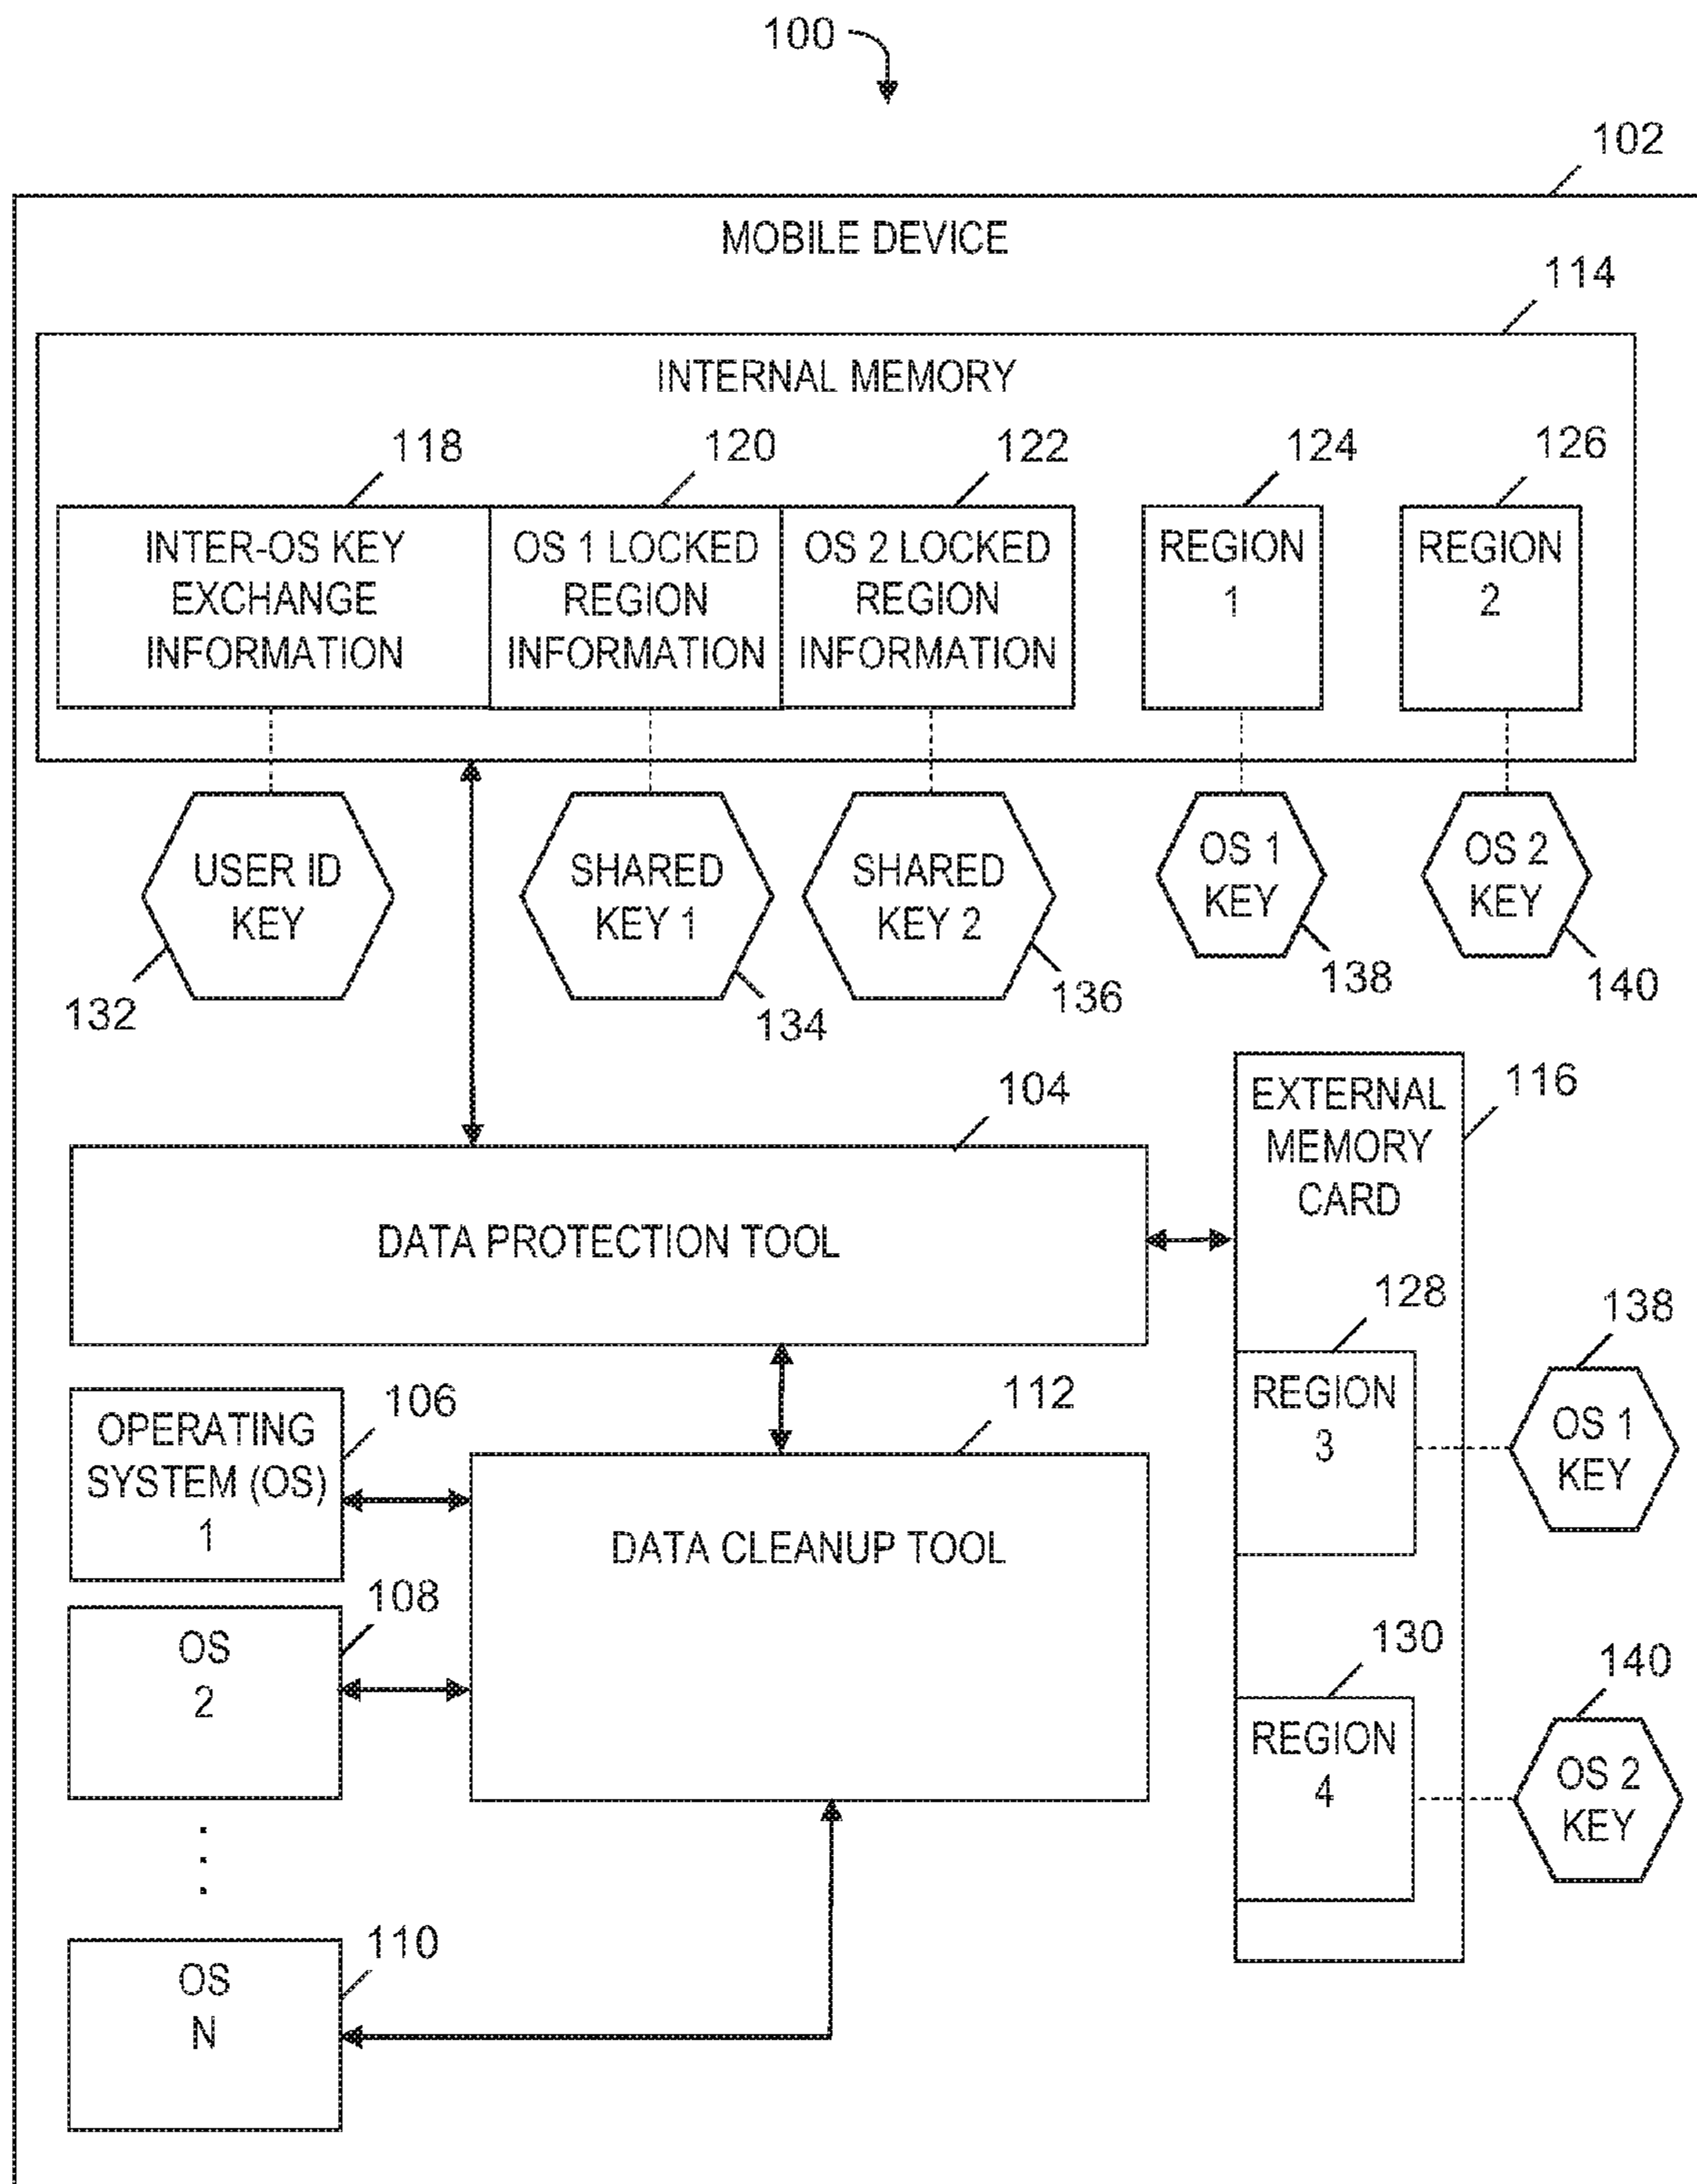 100
102
MOBILE DEVICE
114
INTERNAL MEMORY
118
120
122
124
126
INTER-OS KEY
EXCHANGE
INFORMATION
OS 1 LOCKED
REGION
INFORMATION
OS 2 LOCKED
REGION
INFORMATION
REGION
1
REGION
2
USER ID
KEY
SHARED
KEY 1
SHARED
KEY 2
OS 1
KEY
OS 2
KEY
132
134
136
138
140
104
EXTERNAL
MEMORY
CARD
116
DATA PROTECTION TOOL
128
138
REGION
3
OS 1
KEY
106
OPERATING
SYSTEM (OS)
1
112
DATA CLEANUP TOOL
108
OS
2
130
140
REGION
4
OS 2
KEY
110
OS
N